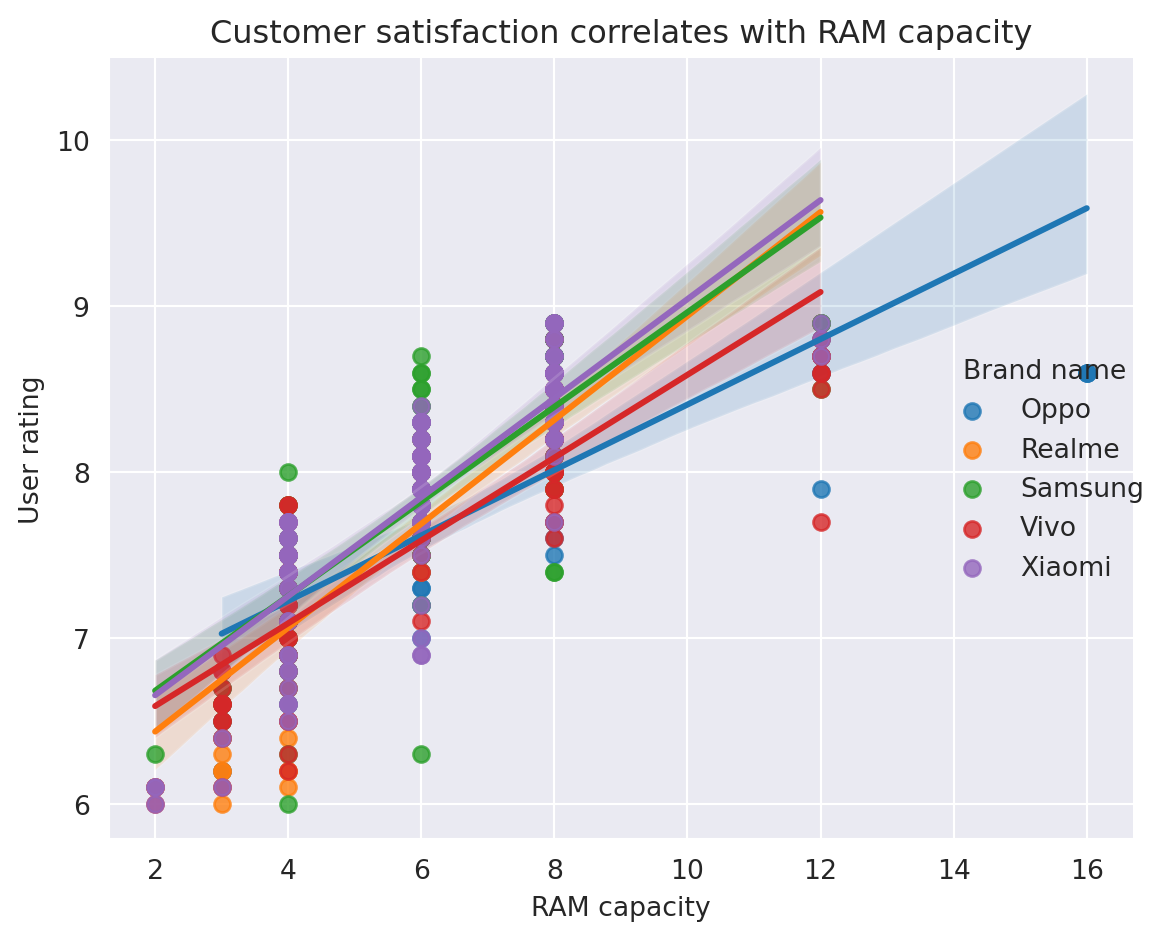 Customer satisfaction correlates with RAM capacity
User rating
10
9
8
7
6
Brand name
Oppo
Realme
Samsung
Vivo
Xiaomi
2 4 6 8 10 12 14 16
RAM capacity